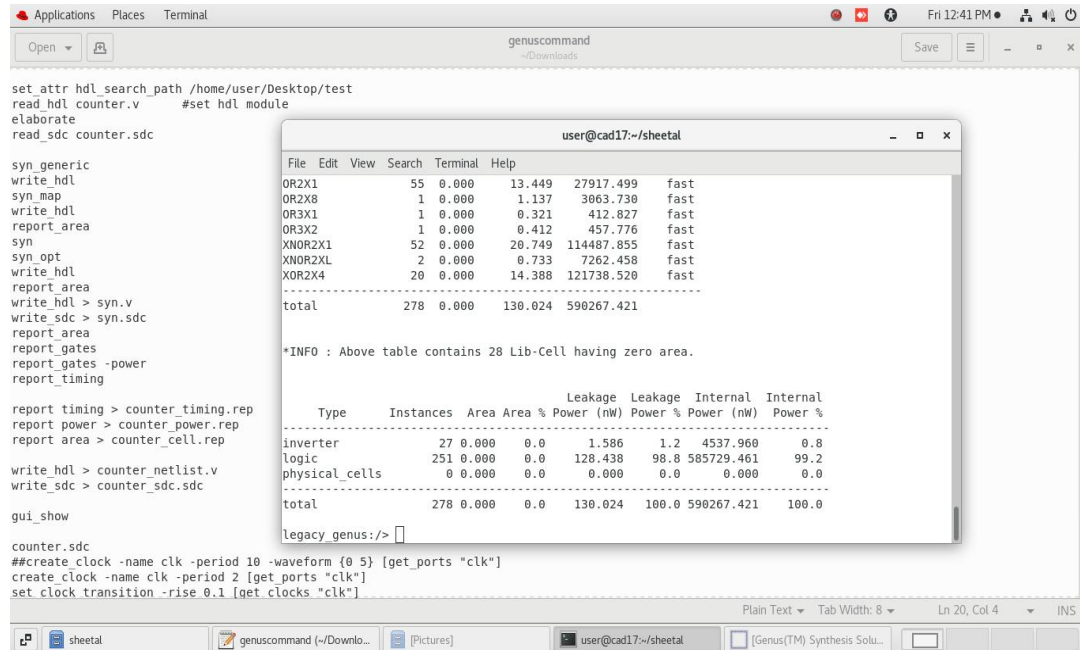 Applications Places Terminal Fri 12:41 PM
Open genuscommand Save
~/Downloads
set_attr hdl_search_path /home/user/Desktop/test
read_hdl counter.v #set hdl module
elaborate
read_sdc counter.sdc
syn_generic
write_hdl
syn_map
write_hdl
report_area
syn
syn_opt
write_hdl
report_area
write_hdl > syn.v
write_sdc > syn.sdc
report_area
report_gates
report_gates -power
report_timing
report timing > counter_timing.rep
report power > counter_power.rep
report area > counter_cell.rep
write_hdl > counter_netlist.v
write_sdc > counter_sdc.sdc
gui_show
counter.sdc
##create_clock -name clk -period 10 -waveform {0 5} [get_ports "clk"]
create_clock -name clk -period 2 [get_ports "clk"]
set_clock_transition -rise 0.1 [get_clocks "clk"]
user@cad17:~/sheetal
File Edit View Search Terminal Help
OR2X1 55 0.000 13.449 27917.499 fast
OR2X8 1 0.000 1.137 3063.730 fast
OR3X1 1 0.000 0.321 412.827 fast
OR3X2 1 0.000 0.412 457.776 fast
XNOR2X1 52 0.000 20.749 114487.855 fast
XNOR2XL 2 0.000 0.733 7262.458 fast
XOR2X4 20 0.000 14.388 121738.520 fast
--------------------------------------------------------------
total 278 0.000 130.024 590267.421
*INFO : Above table contains 28 Lib-Cell having zero area.
Leakage Leakage Internal Internal
Type Instances Area Area % Power (nW) Power % Power (nW) Power %
--------------------------------------------------------------------------------
inverter 27 0.000 0.0 1.586 1.2 4537.960 0.8
logic 251 0.000 0.0 128.438 98.8 585729.461 99.2
physical_cells 0 0.000 0.0 0.000 0.0 0.000 0.0
--------------------------------------------------------------------------------
total 278 0.000 0.0 130.024 100.0 590267.421 100.0
legacy_genus:/>
Plain Text Tab Width: 8 Ln 20, Col 4 INS
sheetal genuscommand (~/Downlo... [Pictures] user@cad17:~/sheetal [Genus(TM) Synthesis Solu...